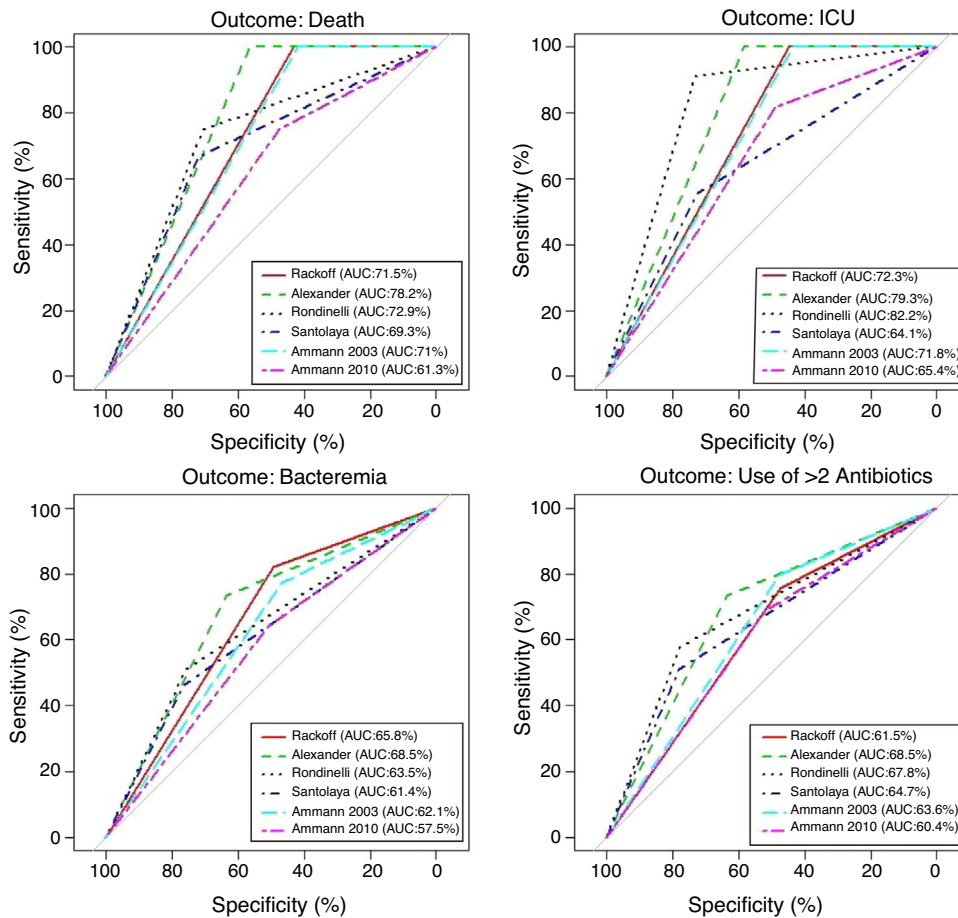 Outcome: Death
Sensitivity (%)
100
80
60
40
20
0
Rackoff (AUC:71.5%)
Alexander (AUC:78.2%)
Rondinelli (AUC:72.9%)
Santolaya (AUC:69.3%)
Ammann 2003 (AUC:71%)
Ammann 2010 (AUC:61.3%)
100 80 60 40 20 0
Specificity (%)
Outcome: ICU
Sensitivity (%)
100
80
60
40
20
0
Rackoff (AUC:72.3%)
Alexander (AUC:79.3%)
Rondinelli (AUC:82.2%)
Santolaya (AUC:64.1%)
Ammann 2003 (AUC:71.8%)
Ammann 2010 (AUC:65.4%)
100 80 60 40 20 0
Specificity (%)
Outcome: Bacteremia
Sensitivity (%)
100
80
60
40
20
0
Rackoff (AUC:65.8%)
Alexander (AUC:68.5%)
Rondinelli (AUC:63.5%)
Santolaya (AUC:61.4%)
Ammann 2003 (AUC:62.1%)
Ammann 2010 (AUC:57.5%)
100 80 60 40 20 0
Specificity (%)
Outcome: Use of >2 Antibiotics
Sensitivity (%)
100
80
60
40
20
0
Rackoff (AUC:61.5%)
Alexander (AUC:68.5%)
Rondinelli (AUC:67.8%)
Santolaya (AUC:64.7%)
Ammann 2003 (AUC:63.6%)
Ammann 2010 (AUC:60.4%)
100 80 60 40 20 0
Specificity (%)